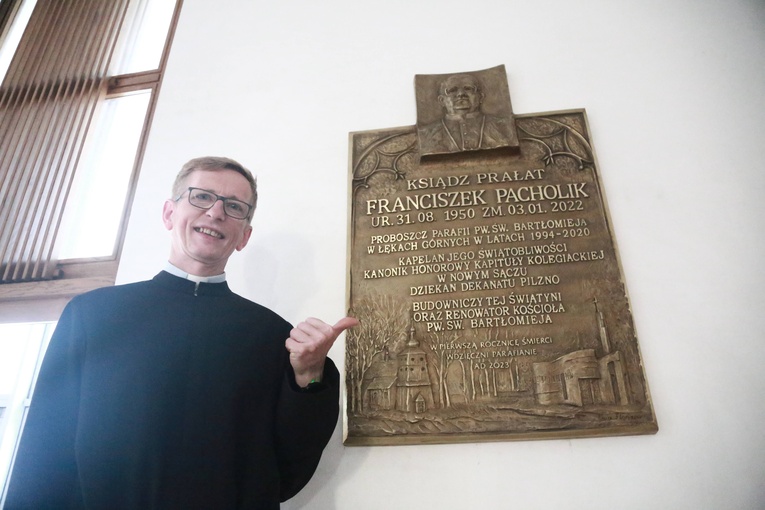 KSIĄDZ PRAŁAT
FRANCISZEK PACHOLIK
UR. 31. 08. 1950 ZM. 03.01. 2022
PROBOSZCZ PARAFII PW. ŚW. BARTŁOMIEJA
W ŁĘKACH GÓRNYCH W LATACH 1994-2020
KAPELAN JEGO ŚWIĄTOBLIWOŚCI
KANONIK HONOROWY KAPITUŁY KOLEGIACKIEJ
W NOWYM SĄCZU
DZIEKAN DEKANATU PILZNO
BUDOWNICZY TEJ ŚWIĄTYNI
ORAZ RENOWATOR KOŚCIOŁA
PW. ŚW. BARTŁOMIEJA
W PIERWSZĄ ROCZNICĘ ŚMIERCI
WDZIĘCZNI PARAFIANIE
AD 2023